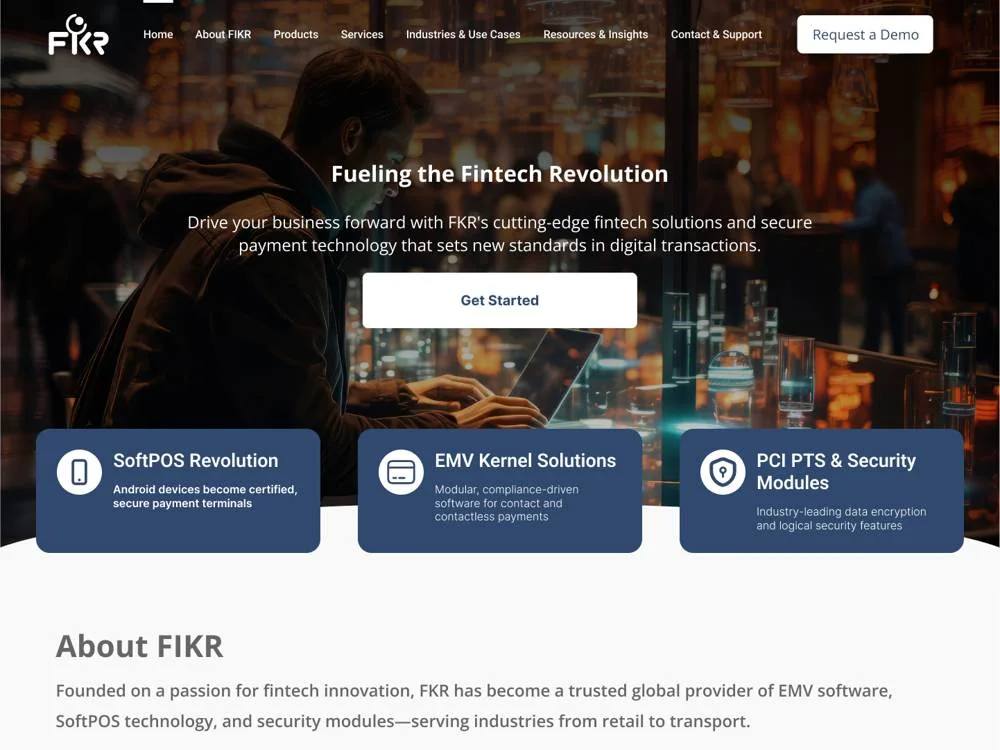 FIKR
Home About FIKR Products Services Industries & Use Cases Resources & Insights Contact & Support Request a Demo
Fueling the Fintech Revolution
Drive your business forward with FKR's cutting-edge fintech solutions and secure
payment technology that sets new standards in digital transactions.
Get Started
SoftPOS Revolution
Android devices become certified,
secure payment terminals
EMV Kernel Solutions
Modular, compliance-driven
software for contact and
contactless payments
PCI PTS & Security
Modules
Industry-leading data encryption
and logical security features
About FIKR
Founded on a passion for fintech innovation, FKR has become a trusted global provider of EMV software,
SoftPOS technology, and security modules—serving industries from retail to transport.